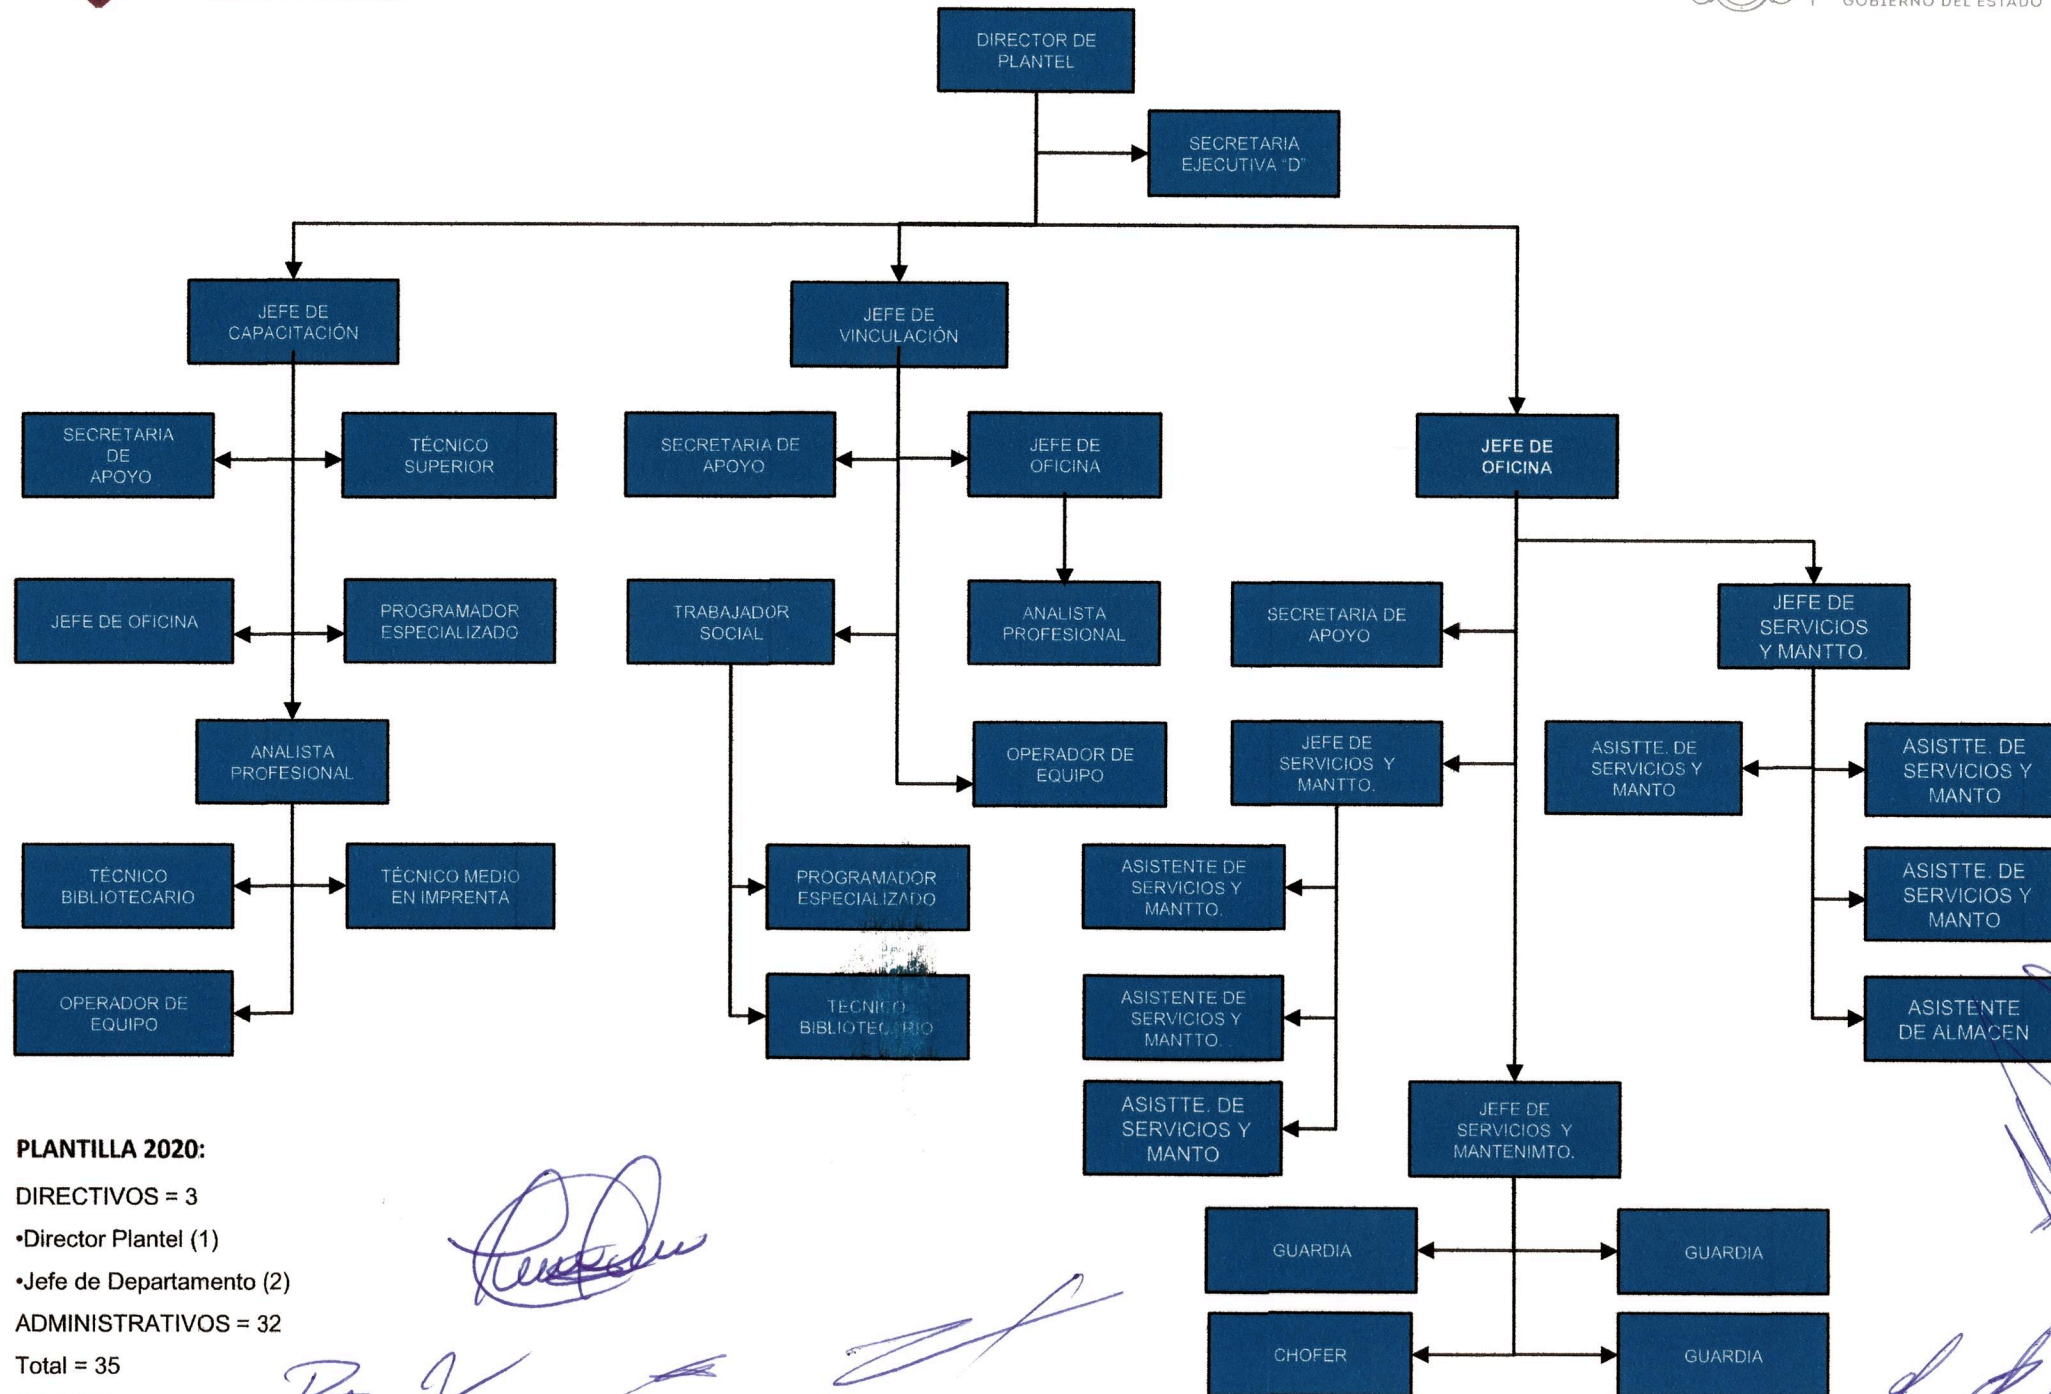 GOBIERNO DEL ESTADO
DIRECTOR DE
PLANTEL
SECRETARIA
EJECUTIVA "D"
JEFE DE
CAPACITACIÓN
JEFE DE
VINCULACIÓN
SECRETARIA
DE
APOYO
TÉCNICO
SUPERIOR
SECRETARIA DE
APOYO
JEFE DE
OFICINA
JEFE DE
OFICINA
JEFE DE OFICINA
PROGRAMADOR
ESPECIALIZADO
TRABAJADOR
SOCIAL
ANALISTA
PROFESIONAL
SECRETARIA DE
APOYO
JEFE DE
SERVICIOS
Y MANTTO.
ANALISTA
PROFESIONAL
OPERADOR DE
EQUIPO
JEFE DE
SERVICIOS Y
MANTTO.
ASISTTE. DE
SERVICIOS Y
MANTO
ASISTTE. DE
SERVICIOS Y
MANTO
TÉCNICO
BIBLIOTECARIO
TÉCNICO MEDIO
EN IMPRENTA
PROGRAMADOR
ESPECIALIZADO
ASISTENTE DE
SERVICIOS Y
MANTTO.
ASISTTE. DE
SERVICIOS Y
MANTO
OPERADOR DE
EQUIPO
TÉCNICO
BIBLIOTECARIO
ASISTENTE DE
SERVICIOS Y
MANTTO.
ASISTENTE
DE ALMACEN
ASISTTE. DE
SERVICIOS Y
MANTO
JEFE DE
SERVICIOS Y
MANTENIMTO.
GUARDIA
GUARDIA
CHOFER
GUARDIA
PLANTILLA 2020:
DIRECTIVOS = 3
•Director Plantel (1)
•Jefe de Departamento (2)
ADMINISTRATIVOS = 32
Total = 35